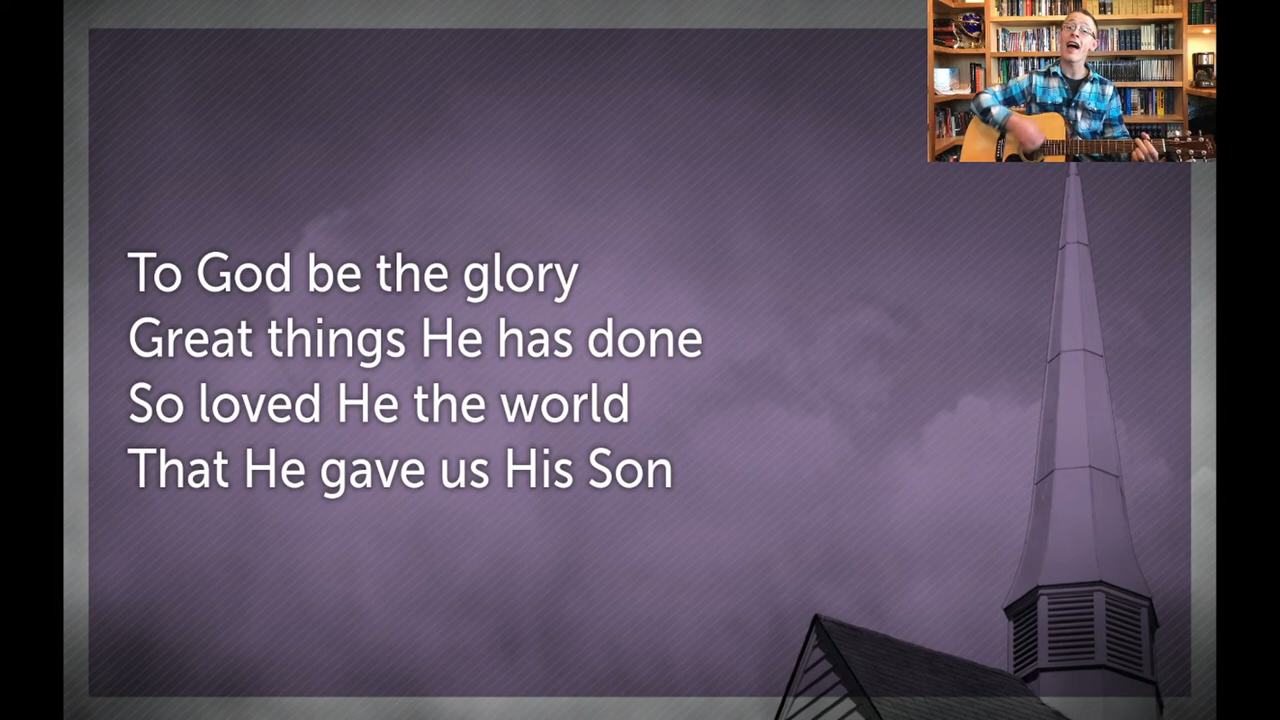 To God be the glory
Great things He has done
So loved He the world
That He gave us His Son